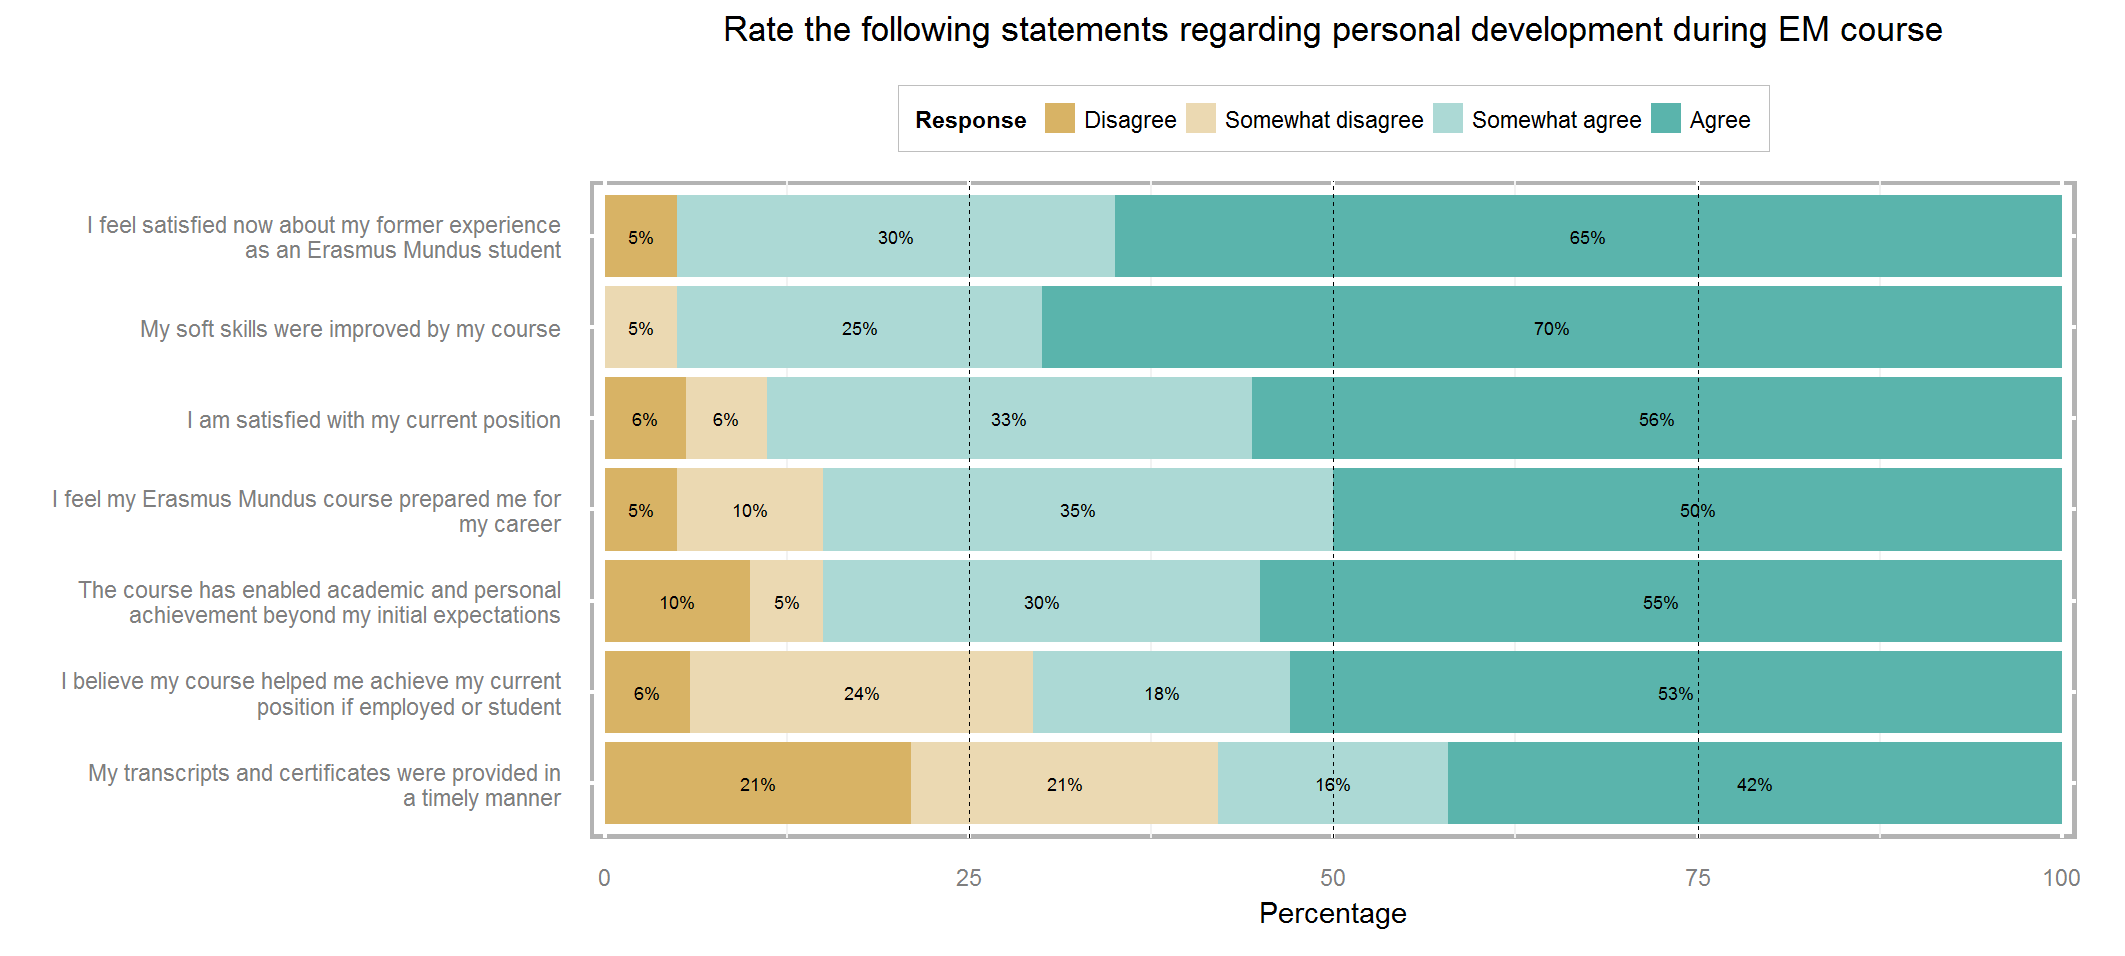 Rate the following statements regarding personal development during EM course
Response Disagree Somewhat disagree Somewhat agree Agree
I feel satisfied now about my former experience
as an Erasmus Mundus student
5% 30% 65%
My soft skills were improved by my course
5% 25% 70%
I am satisfied with my current position
6% 6% 33% 56%
I feel my Erasmus Mundus course prepared me for
my career
5% 10% 35% 50%
The course has enabled academic and personal
achievement beyond my initial expectations
10% 5% 30% 55%
I believe my course helped me achieve my current
position if employed or student
6% 24% 18% 53%
My transcripts and certificates were provided in
a timely manner
21% 21% 16% 42%
0 25 50 75 100
Percentage